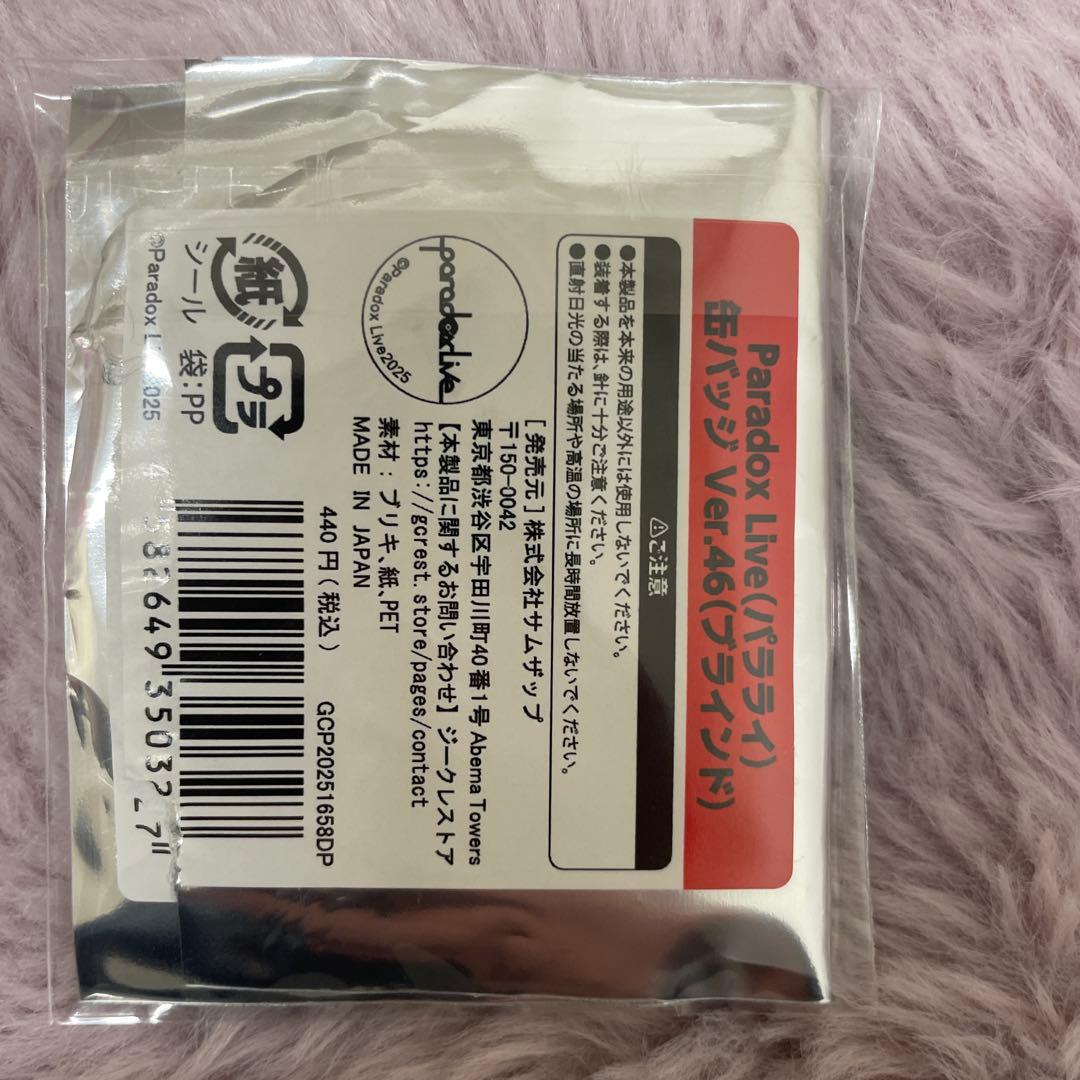 Paradox Live(パラライ)
缶バッジ Ver.46(ブラインド)
⚠ご注意
●本製品を本来の用途以外には使用しないでください。
●装着する際は、針に十分ご注意ください。
●直射日光の当たる場所や高温の場所に長時間放置しないでください。
paradoxlive
©Paradox Live2025
[発売元]株式会社サムザップ
〒150-0042
東京都渋谷区宇田川町40番1号 Abema Towers
【本製品に関するお問い合わせ】ジークレストア
https://gcrest.store/pages/contact
素材：ブリキ、紙、PET
MADE IN JAPAN
440円(税込)
GCP20251658DP
紙
プラ
シール 袋:PP
©Paradox
025
649 35032